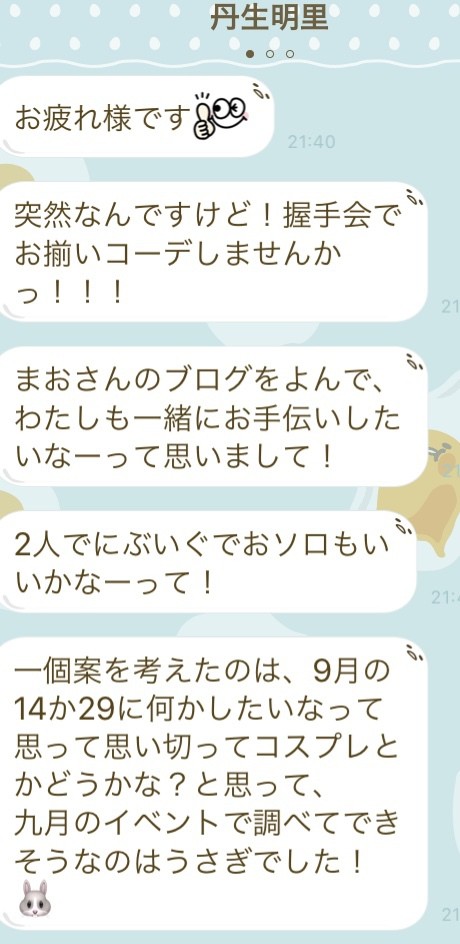 丹生明里
お疲れ様です
21:40
突然なんですけど！握手会で
お揃いコーデしませんか
っ！！！
21
まおさんのブログをよんで、
わたしも一緒にお手伝いした
いなーって思いまして！
2人でにぶいぐでおソロもい
いかなーって！
21:4
一個案を考えたのは、9月の
14か29に何かしたいなって
思って思い切ってコスプレと
かどうかな？と思って、
九月のイベントで調べてでき
そうなのはうさぎでした！
21